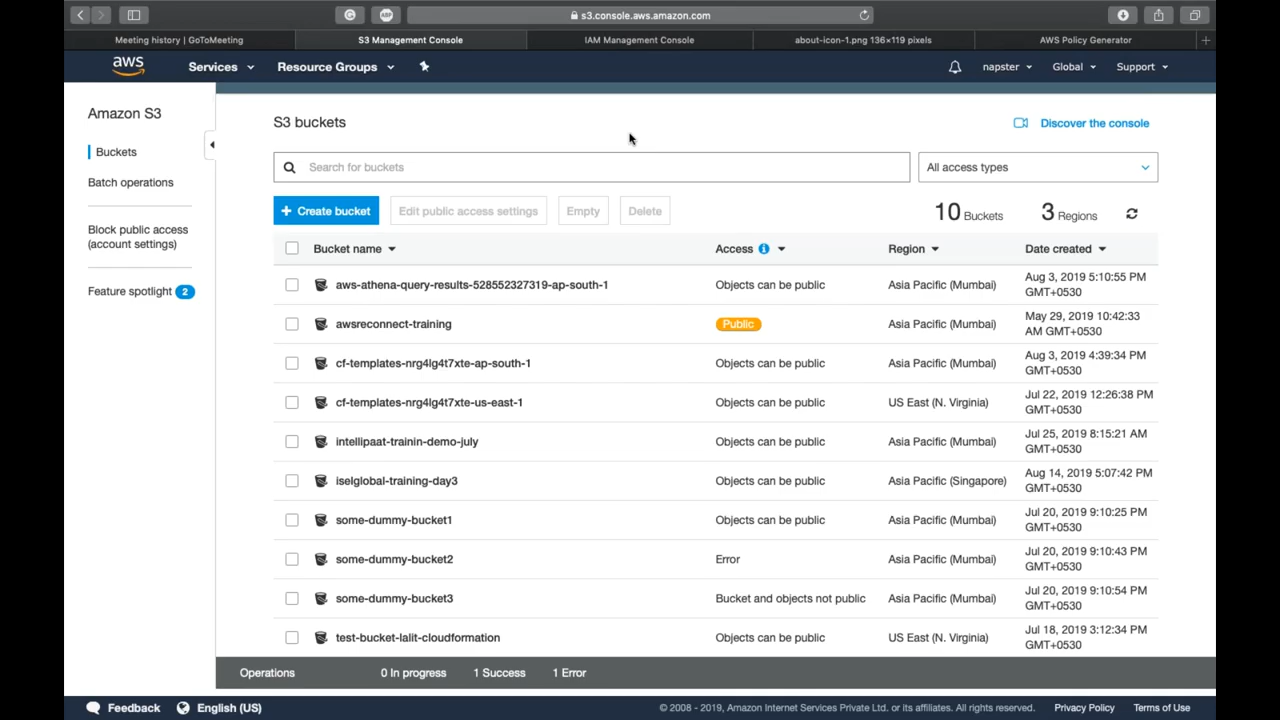 s3.console.aws.amazon.com
Meeting history | GoToMeeting
S3 Management Console
IAM Management Console
about-icon-1.png 136×119 pixels
AWS Policy Generator
aws
Services
Resource Groups
napster
Global
Support
Amazon S3
Buckets
Batch operations
Block public access
(account settings)
Feature spotlight 2
S3 buckets
Discover the console
Search for buckets
All access types
+ Create bucket
Edit public access settings
Empty
Delete
10 Buckets
3 Regions
Bucket name
Access
Region
Date created
aws-athena-query-results-528552327319-ap-south-1
Objects can be public
Asia Pacific (Mumbai)
Aug 3, 2019 5:10:55 PM
GMT+0530
awsreconnect-training
Public
Asia Pacific (Mumbai)
May 29, 2019 10:42:33
AM GMT+0530
cf-templates-nrg4lg4t7xte-ap-south-1
Objects can be public
Asia Pacific (Mumbai)
Aug 3, 2019 4:39:34 PM
GMT+0530
cf-templates-nrg4lg4t7xte-us-east-1
Objects can be public
US East (N. Virginia)
Jul 22, 2019 12:26:38 PM
GMT+0530
intellipaat-trainin-demo-july
Objects can be public
Asia Pacific (Mumbai)
Jul 25, 2019 8:15:21 AM
GMT+0530
iselglobal-training-day3
Objects can be public
Asia Pacific (Singapore)
Aug 14, 2019 5:07:42 PM
GMT+0530
some-dummy-bucket1
Objects can be public
Asia Pacific (Mumbai)
Jul 20, 2019 9:10:25 PM
GMT+0530
some-dummy-bucket2
Error
Asia Pacific (Mumbai)
Jul 20, 2019 9:10:43 PM
GMT+0530
some-dummy-bucket3
Bucket and objects not public
Asia Pacific (Mumbai)
Jul 20, 2019 9:10:54 PM
GMT+0530
test-bucket-lalit-cloudformation
Objects can be public
US East (N. Virginia)
Jul 18, 2019 3:12:34 PM
GMT+0530
Operations
0 In progress
1 Success
1 Error
Feedback
English (US)
© 2008 - 2019, Amazon Internet Services Private Ltd. or its affiliates. All rights reserved.
Privacy Policy
Terms of Use